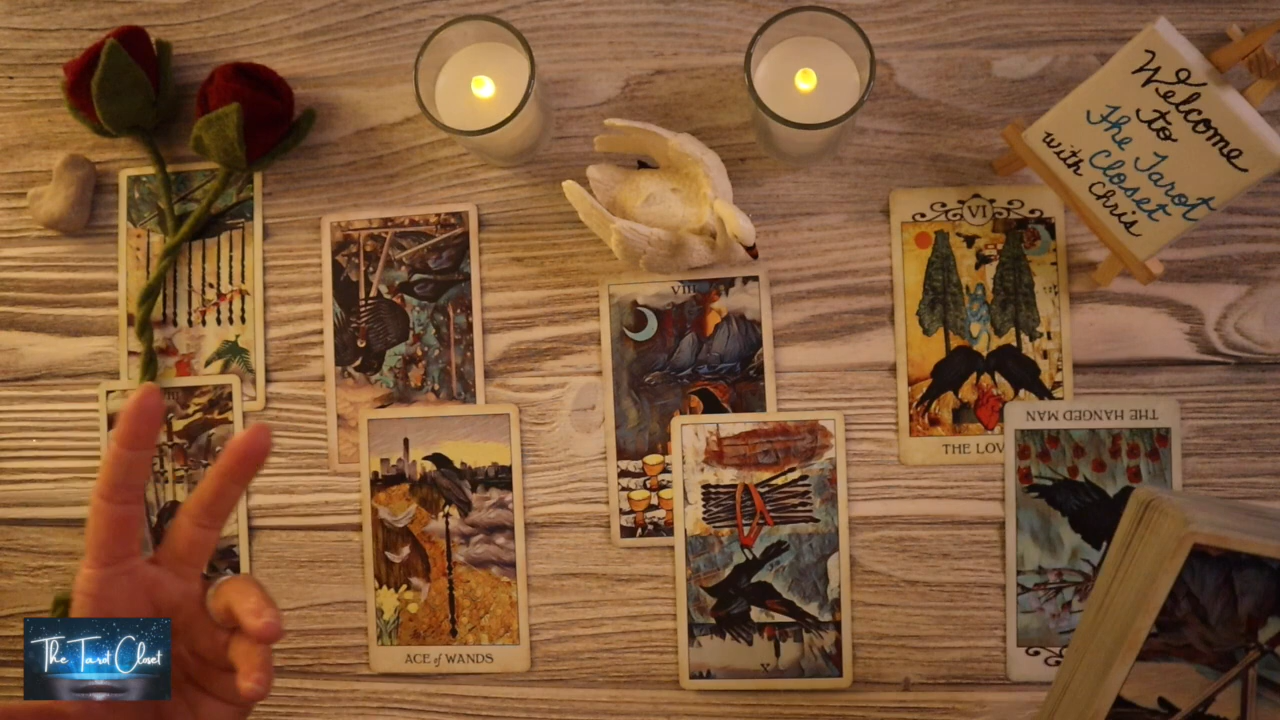 Welcome
to
The Tarot
Closet
with Chris
VI
VIII
THE LOV
THE HANGED MAN
ACE of WANDS
X
The Tarot Closet